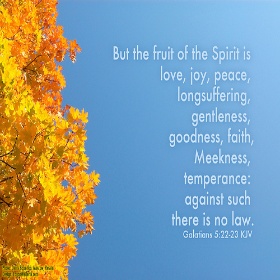 But the fruit of the Spirit is
love, joy, peace,
longsuffering,
gentleness,
goodness, faith,
Meekness,
temperance:
against such
there is no law.
Galatians 5:22-23 KJV